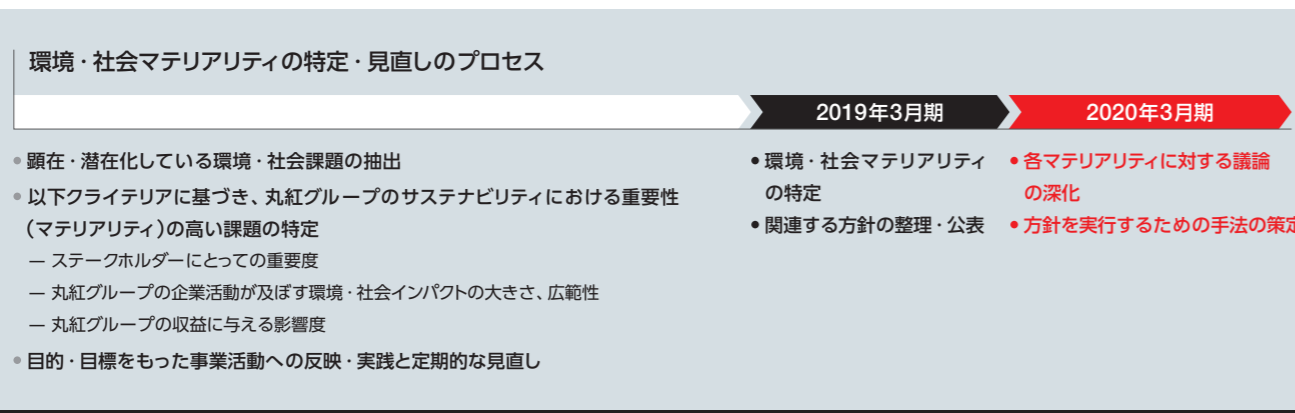 環境・社会マテリアリティの特定・見直しのプロセス
2019年3月期
2020年3月期
• 顕在・潜在化している環境・社会課題の抽出
• 以下クライテリアに基づき、丸紅グループのサステナビリティにおける重要性
（マテリアリティ）の高い課題の特定
— ステークホルダーにとっての重要度
— 丸紅グループの企業活動が及ぼす環境・社会インパクトの大きさ、広範性
— 丸紅グループの収益に与える影響度
• 目的・目標をもった事業活動への反映・実践と定期的な見直し
• 環境・社会マテリアリティ
の特定
• 関連する方針の整理・公表
• 各マテリアリティに対する議論
の深化
• 方針を実行するための手法の策定